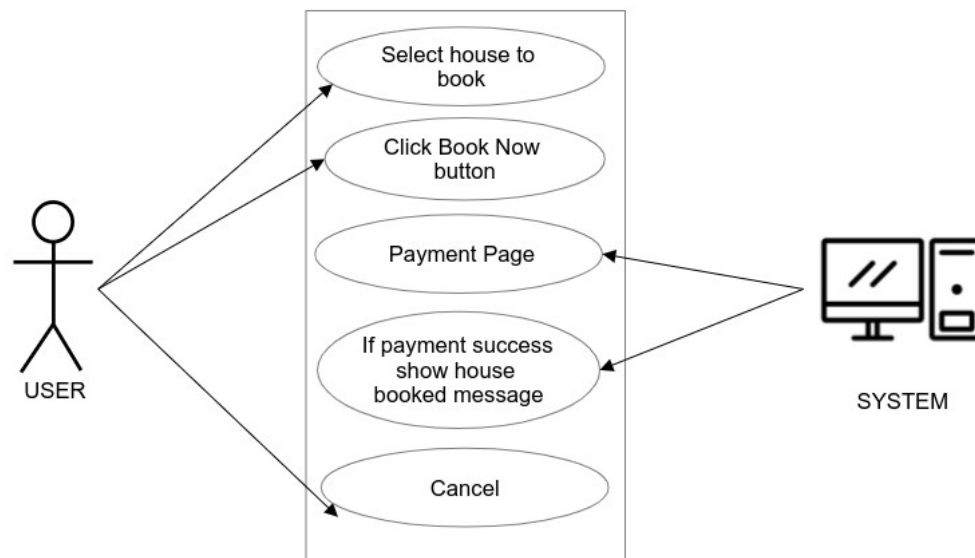 Select house to
book
Click Book Now
button
Payment Page
If payment success
show house
booked message
Cancel
USER
SYSTEM